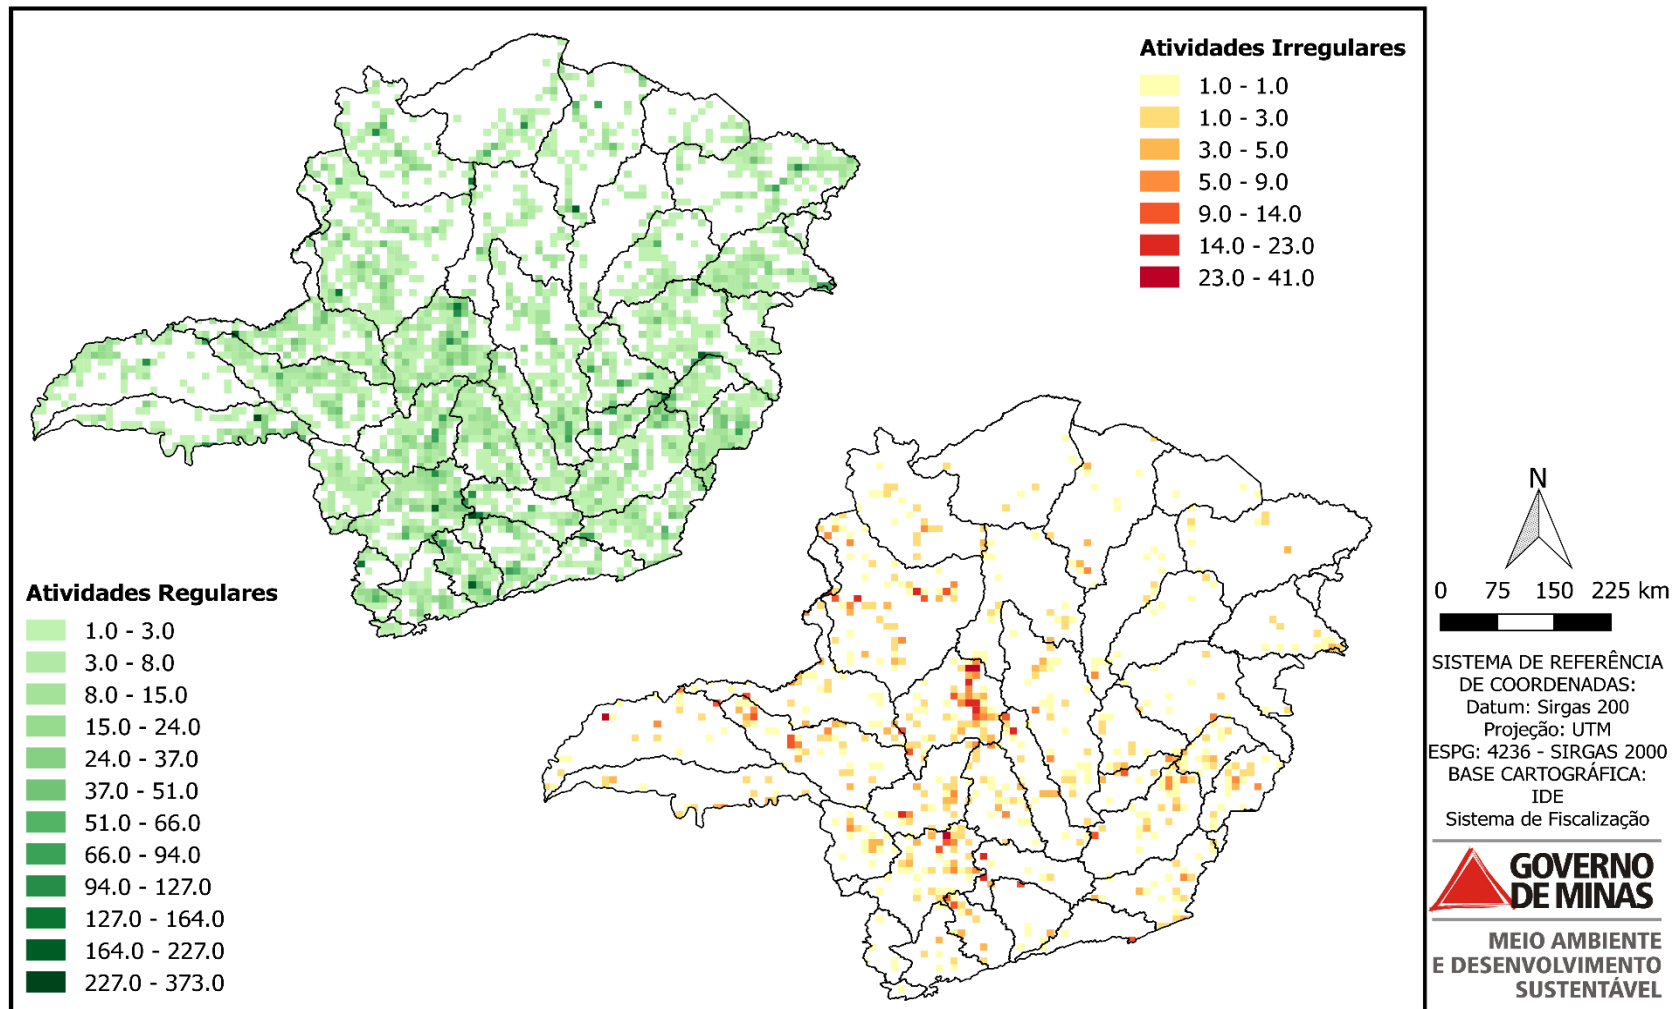 Atividades Irregulares
1.0 - 1.0
1.0 - 3.0
3.0 - 5.0
5.0 - 9.0
9.0 - 14.0
14.0 - 23.0
23.0 - 41.0
Atividades Regulares
1.0 - 3.0
3.0 - 8.0
8.0 - 15.0
15.0 - 24.0
24.0 - 37.0
37.0 - 51.0
51.0 - 66.0
66.0 - 94.0
94.0 - 127.0
127.0 - 164.0
164.0 - 227.0
227.0 - 373.0
N
0 75 150 225 km
SISTEMA DE REFERÊNCIA
DE COORDENADAS:
Datum: Sirgas 200
Projeção: UTM
ESPG: 4236 - SIRGAS 2000
BASE CARTOGRÁFICA:
IDE
Sistema de Fiscalização
GOVERNO
DE MINAS
MEIO AMBIENTE
E DESENVOLVIMENTO
SUSTENTÁVEL